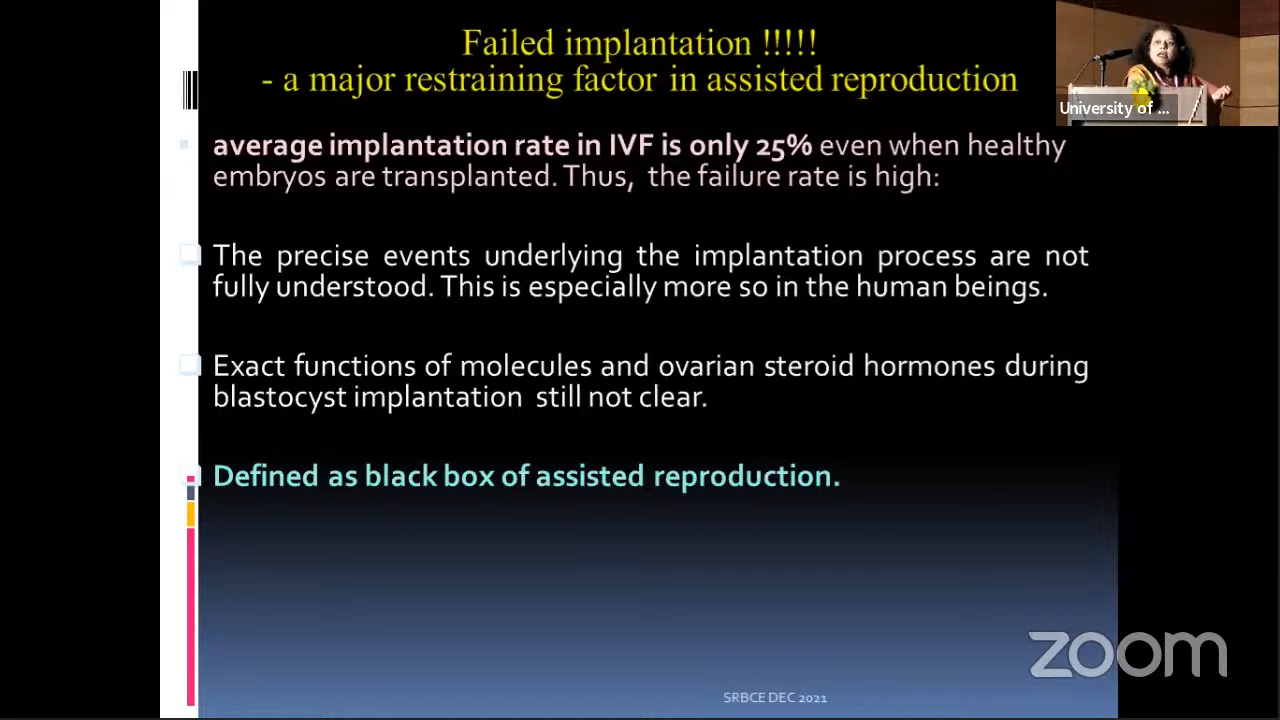 Failed implantation !!!!!
- a major restraining factor in assisted reproduction
University of ...
average implantation rate in IVF is only 25% even when healthy
embryos are transplanted. Thus, the failure rate is high:
The precise events underlying the implantation process are not
fully understood. This is especially more so in the human beings.
Exact functions of molecules and ovarian steroid hormones during
blastocyst implantation still not clear.
Defined as black box of assisted reproduction.
zoom
SRBCE DEC 2021